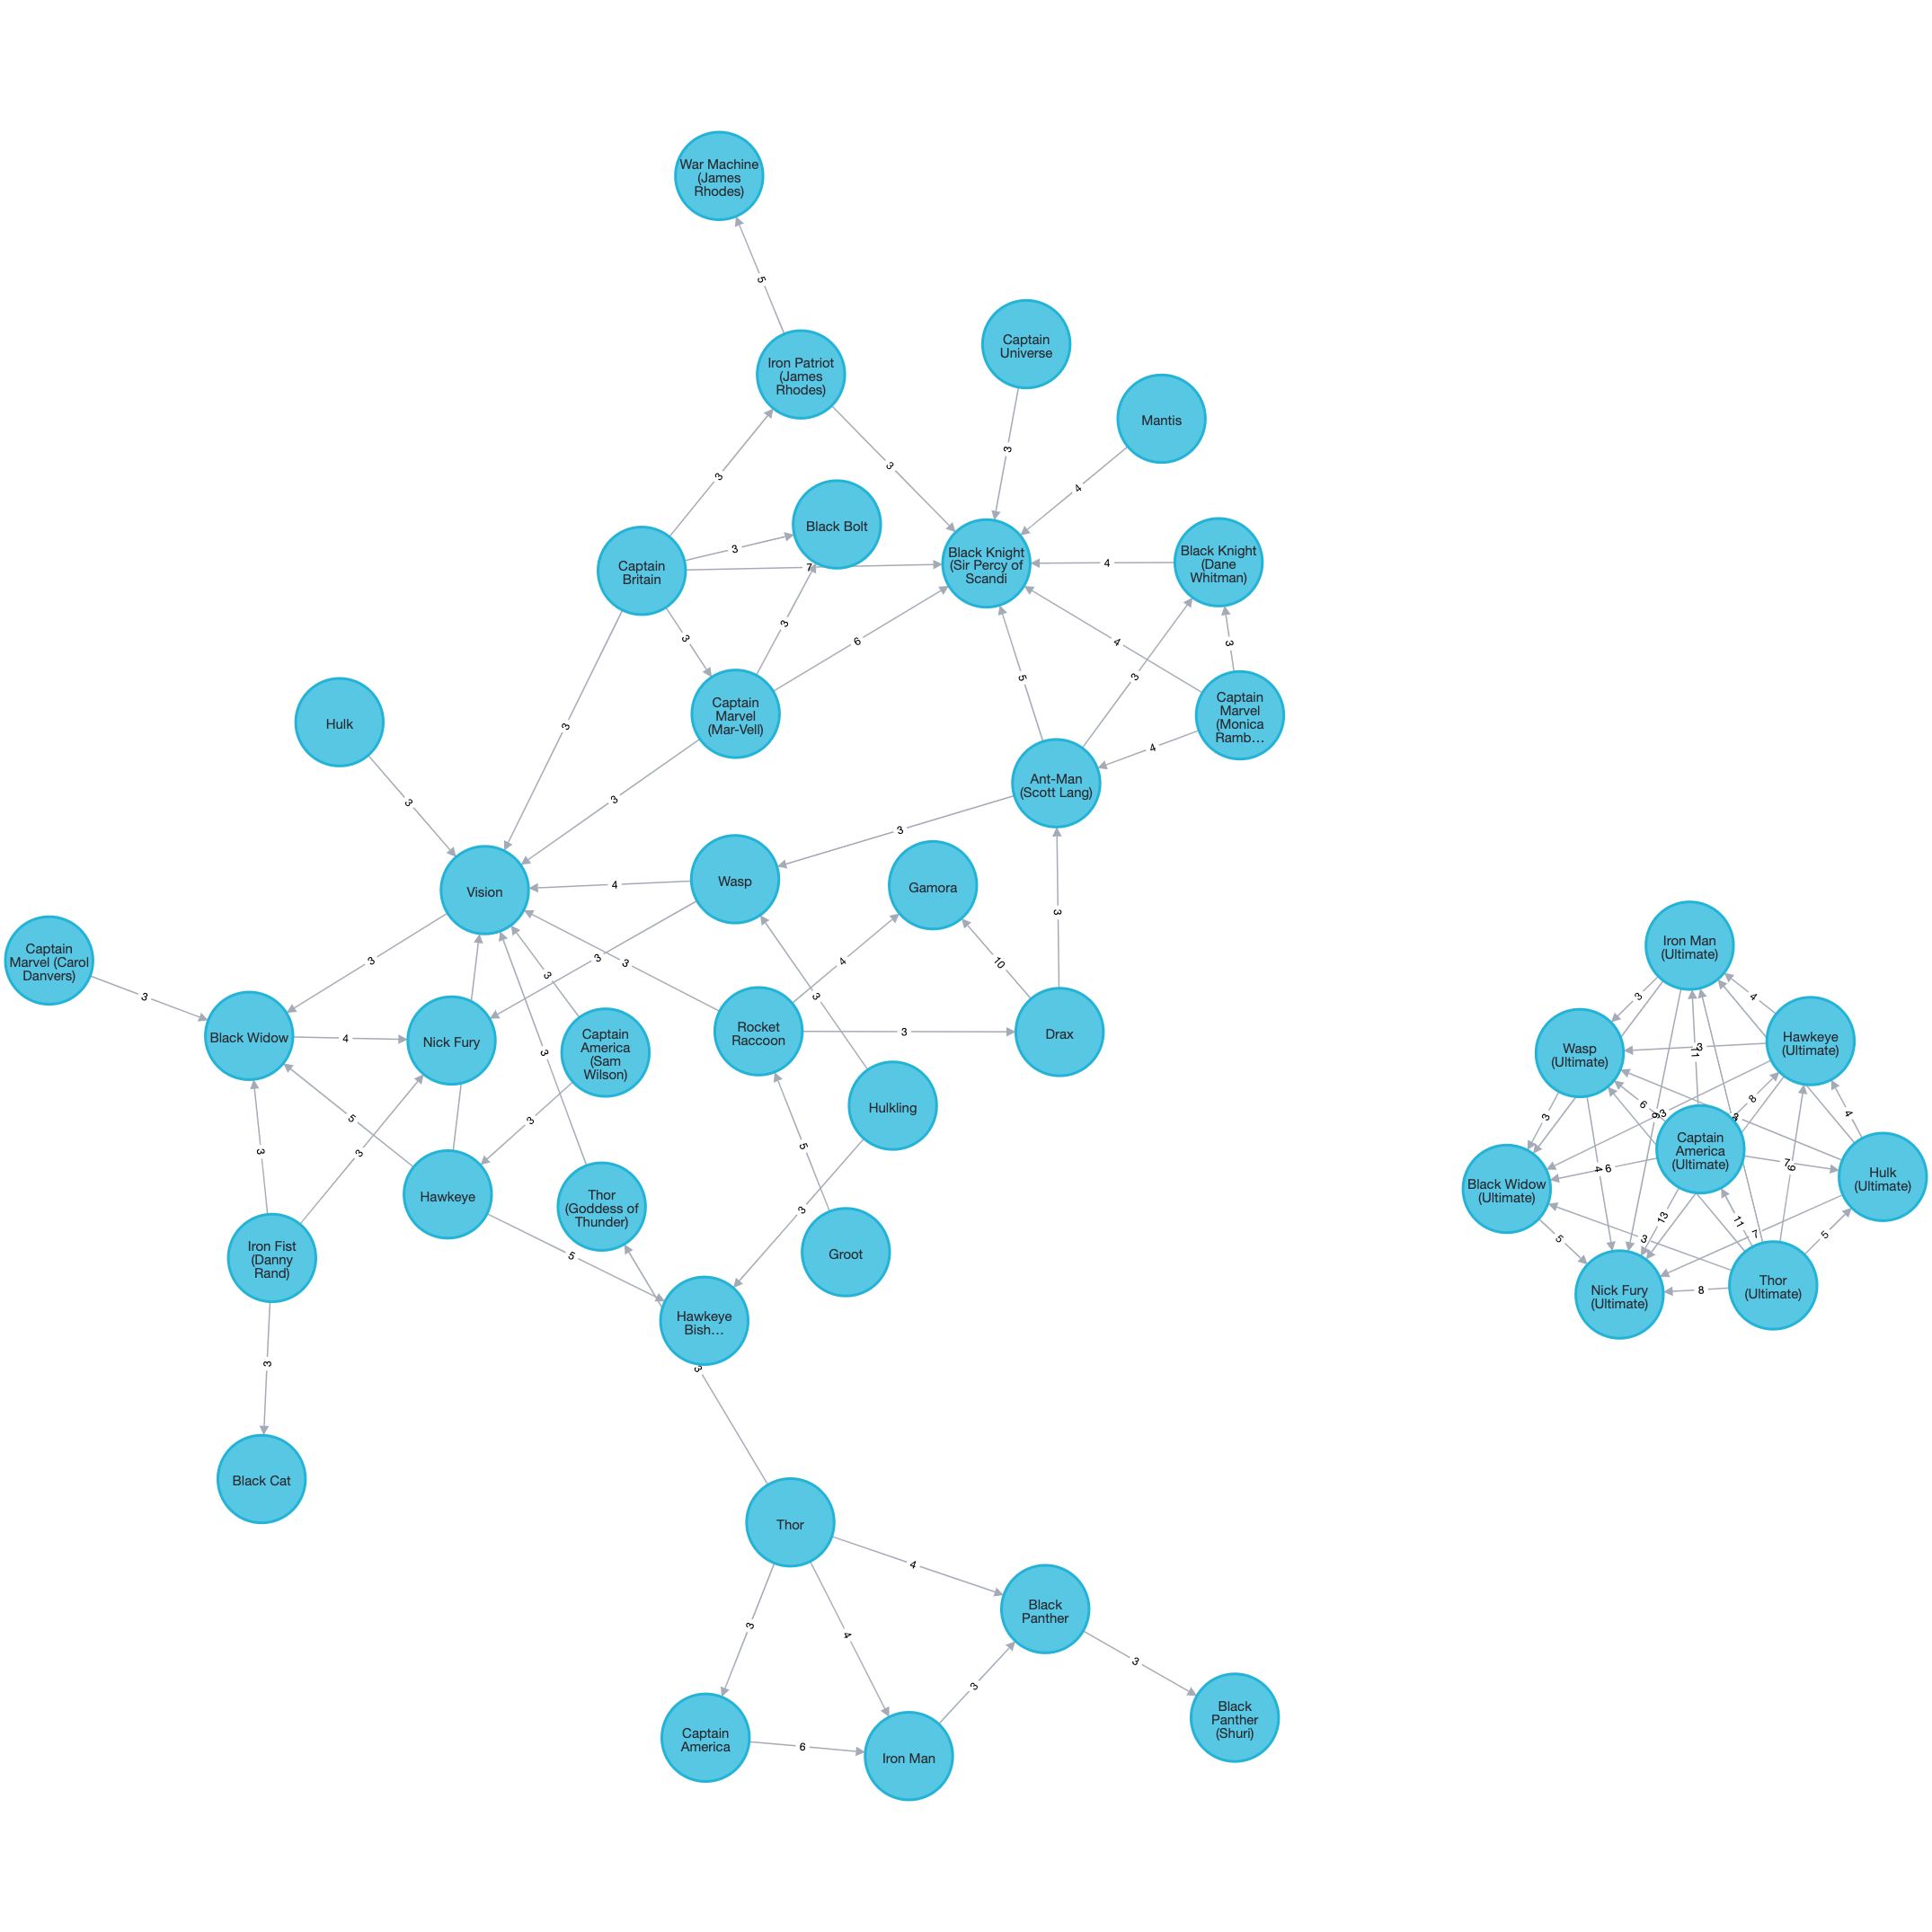 War Machine
(James
Rhodes)
5
Iron Patriot
(James
Rhodes)
Captain
Universe
Mantis
3
3
3
4
Black Bolt
Captain
Britain
3
7
Black Knight
(Sir Percy of
Scandi
4
Black Knight
(Dane
Whitman)
3
3
6
4
3
5
3
Captain
Marvel
(Mar-Vell)
Captain
Marvel
(Monica
Ramb…
Hulk
3
4
Ant-Man
(Scott Lang)
3
3
3
Vision
4
Wasp
Gamora
3
Captain
Marvel (Carol
Danvers)
3
3
3
3
3
4
10
3
Black Widow
4
Nick Fury
Captain
America
(Sam
Wilson)
3
Rocket
Raccoon
3
Drax
Hulkling
5
3
3
3
5
Hawkeye
Thor
(Goddess of
Thunder)
3
Iron Fist
(Danny
Rand)
5
Groot
Hawkeye
Bish…
3
3
Black Cat
Thor
4
Black
Panther
3
4
3
3
Black
Panther
(Shuri)
Captain
America
6
Iron Man
Iron Man
(Ultimate)
3
4
Wasp
(Ultimate)
3
11
Hawkeye
(Ultimate)
3
6
3
8
4
Captain
America
(Ultimate)
Black Widow
(Ultimate)
4
6
7
9
Hulk
(Ultimate)
5
13
11
3
7
5
Nick Fury
(Ultimate)
8
Thor
(Ultimate)